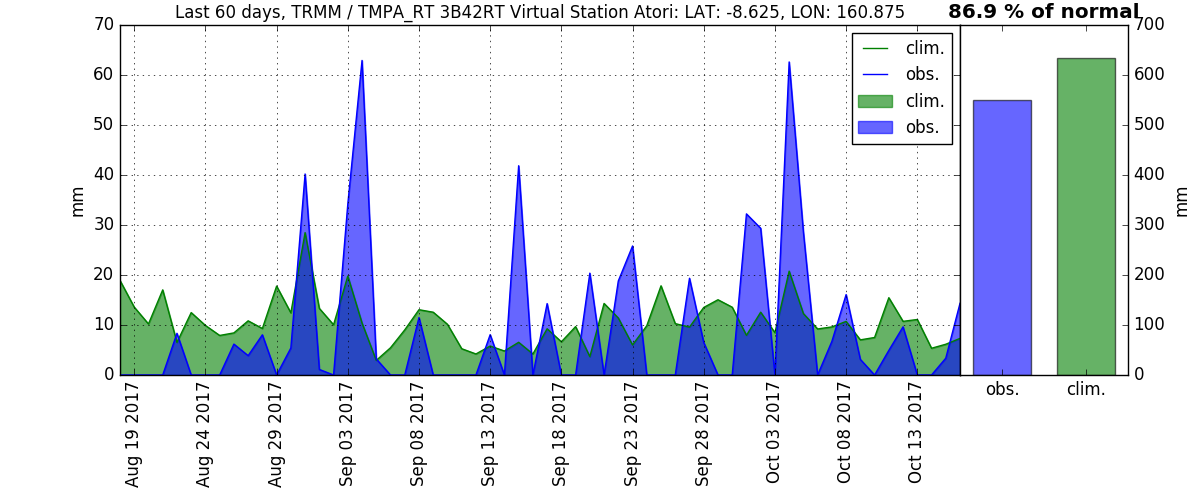 Last 60 days, TRMM / TMPA_RT 3B42RT Virtual Station Atori: LAT: -8.625, LON: 160.875
86.9 % of normal
70
60
50
40
30
20
10
0
mm
clim.
obs.
clim.
obs.
700
600
500
400
300
200
100
0
mm
obs.
clim.
Aug 19 2017
Aug 24 2017
Aug 29 2017
Sep 03 2017
Sep 08 2017
Sep 13 2017
Sep 18 2017
Sep 23 2017
Sep 28 2017
Oct 03 2017
Oct 08 2017
Oct 13 2017